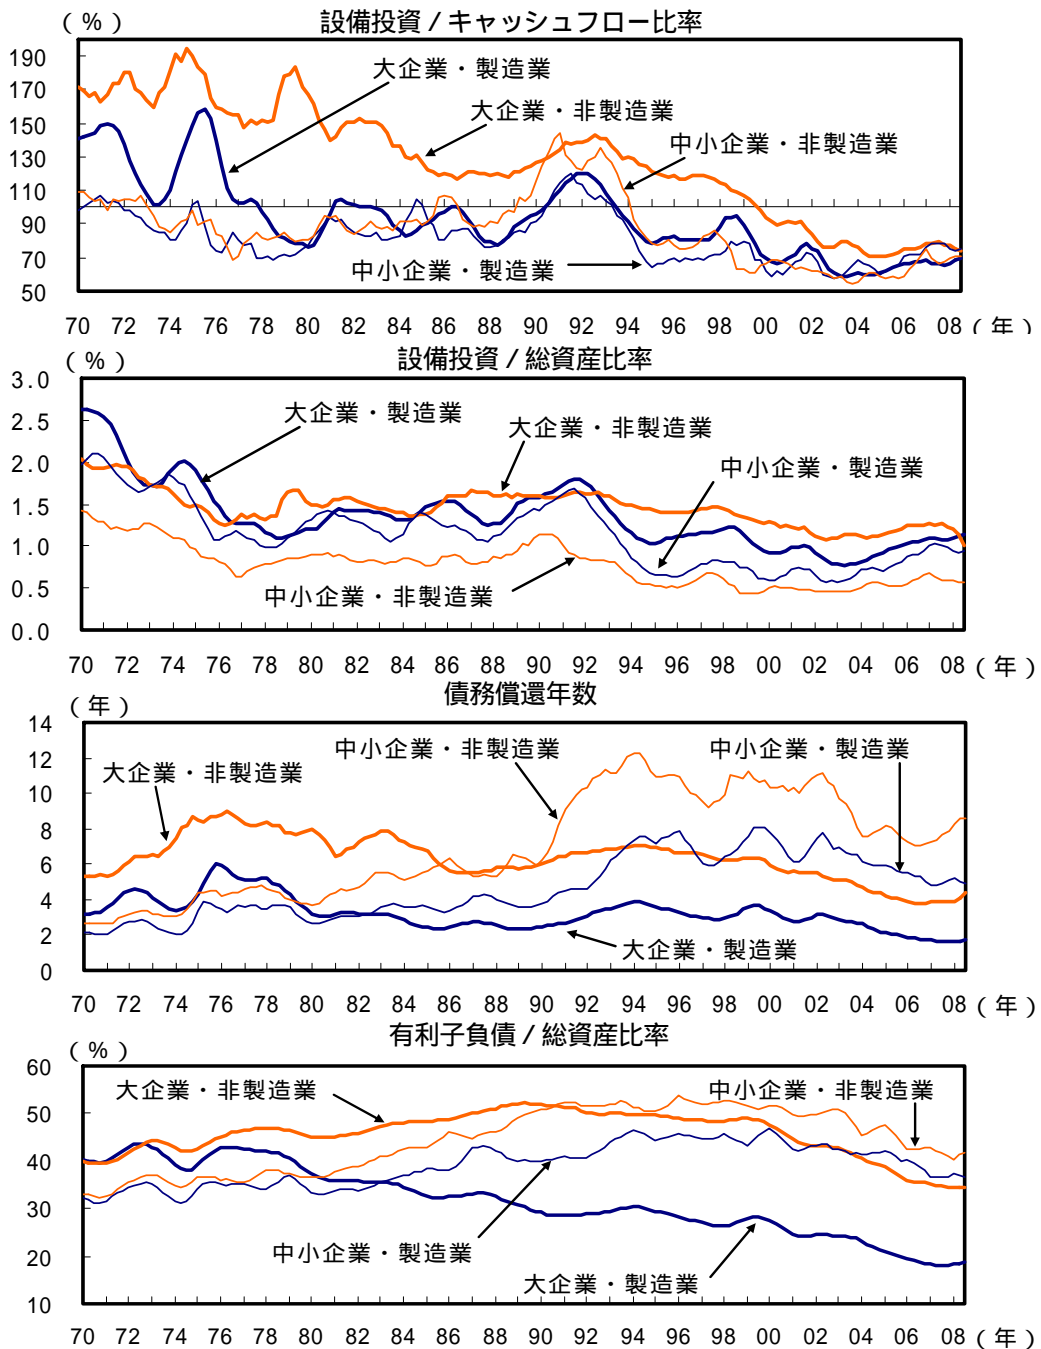 設備投資 / キャッシュフロー比率
(%)
190
170
150
130
110
90
70
50
大企業・製造業
大企業・非製造業
中小企業・非製造業
中小企業・製造業
70 72 74 76 78 80 82 84 86 88 90 92 94 96 98 00 02 04 06 08 (年)
設備投資 / 総資産比率
(%)
3.0
2.5
2.0
1.5
1.0
0.5
0.0
大企業・製造業
大企業・非製造業
中小企業・製造業
中小企業・非製造業
70 72 74 76 78 80 82 84 86 88 90 92 94 96 98 00 02 04 06 08 (年)
債務償還年数
(年)
14
12
10
8
6
4
2
0
中小企業・非製造業
中小企業・製造業
大企業・非製造業
大企業・製造業
70 72 74 76 78 80 82 84 86 88 90 92 94 96 98 00 02 04 06 08 (年)
有利子負債 / 総資産比率
(%)
60
50
40
30
20
10
大企業・非製造業
中小企業・非製造業
中小企業・製造業
大企業・製造業
70 72 74 76 78 80 82 84 86 88 90 92 94 96 98 00 02 04 06 08 (年)